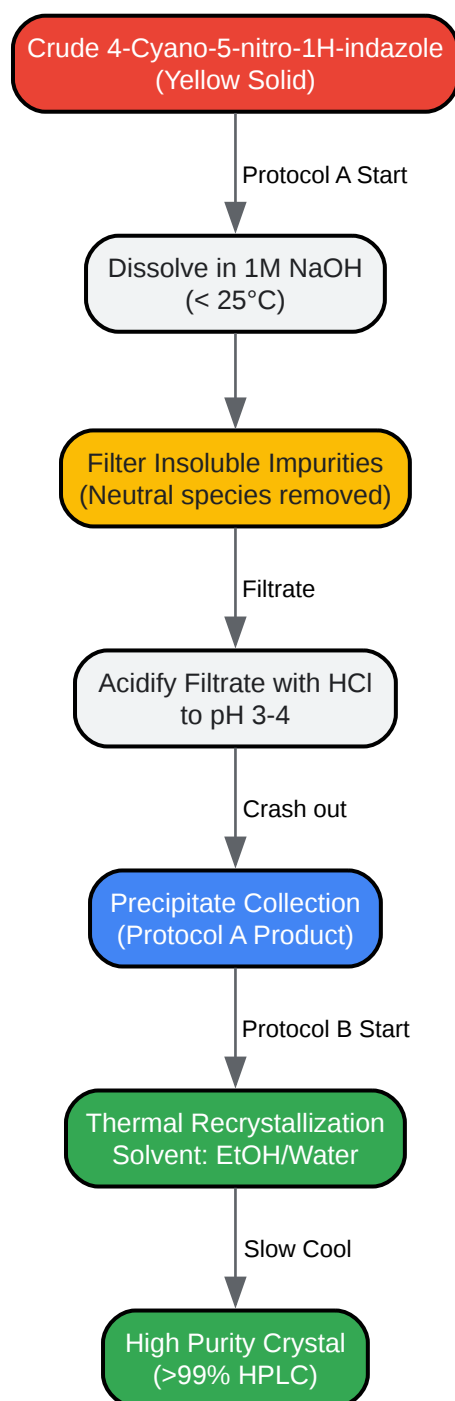 Crude 4-Cyano-5-nitro-1H-indazole
(Yellow Solid)
Protocol A Start
Dissolve in 1M NaOH
(< 25°C)
Filter Insoluble Impurities
(Neutral species removed)
Filtrate
Acidify Filtrate with HCl
to pH 3-4
Crash out
Precipitate Collection
(Protocol A Product)
Protocol B Start
Thermal Recrystallization
Solvent: EtOH/Water
Slow Cool
High Purity Crystal
(>99% HPLC)